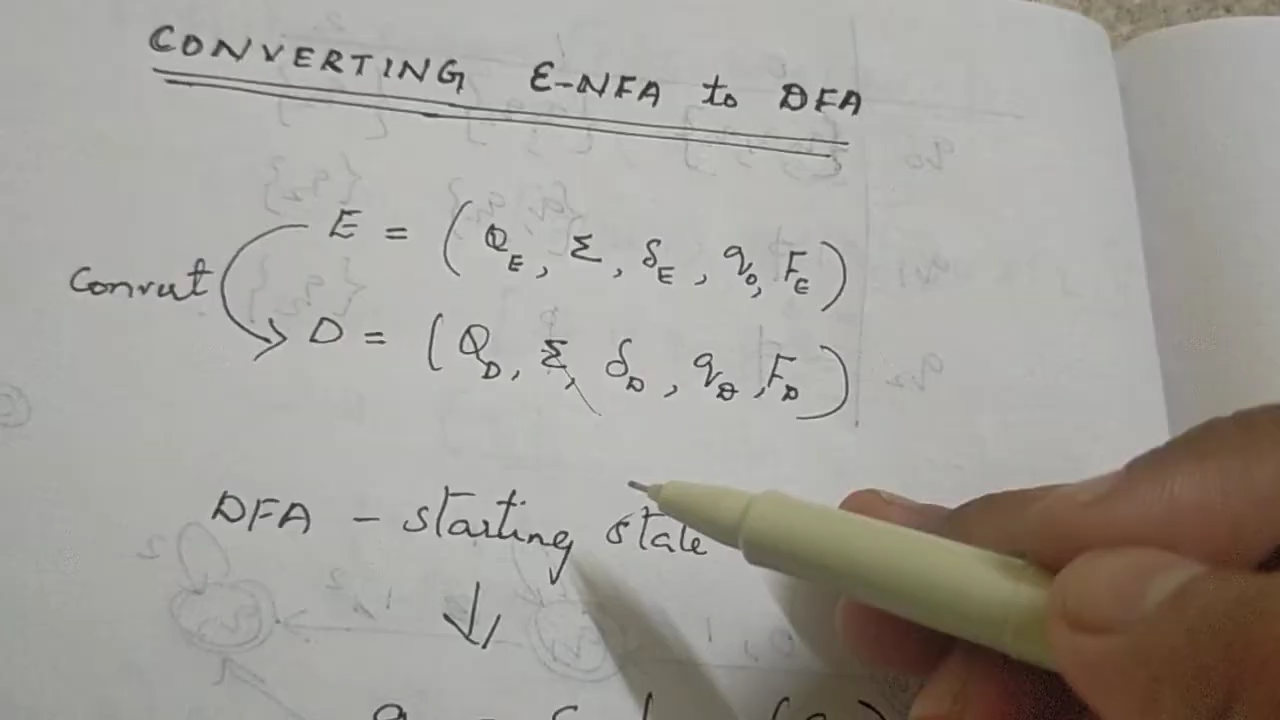 CONVERTING Ɛ-NFA to DFA
E = (Q_E, Σ, δ_E, q_0, F_E)
Convert
D = (Q_D, Σ, δ_D, q_D, F_D)
DFA - starting state